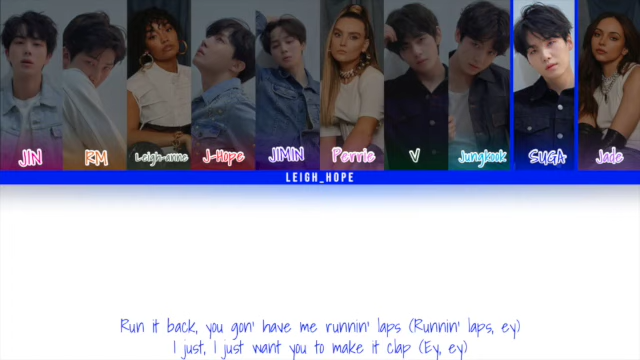 JIN RM Leigh-anne J-Hope JIMIN Perrie V Jungkook SUGA Jade
LEIGH_HOPE
Run it back, you gon' have me runnin' laps (Runnin' laps, ey)
I just, I just want you to make it clap (Ey, ey)